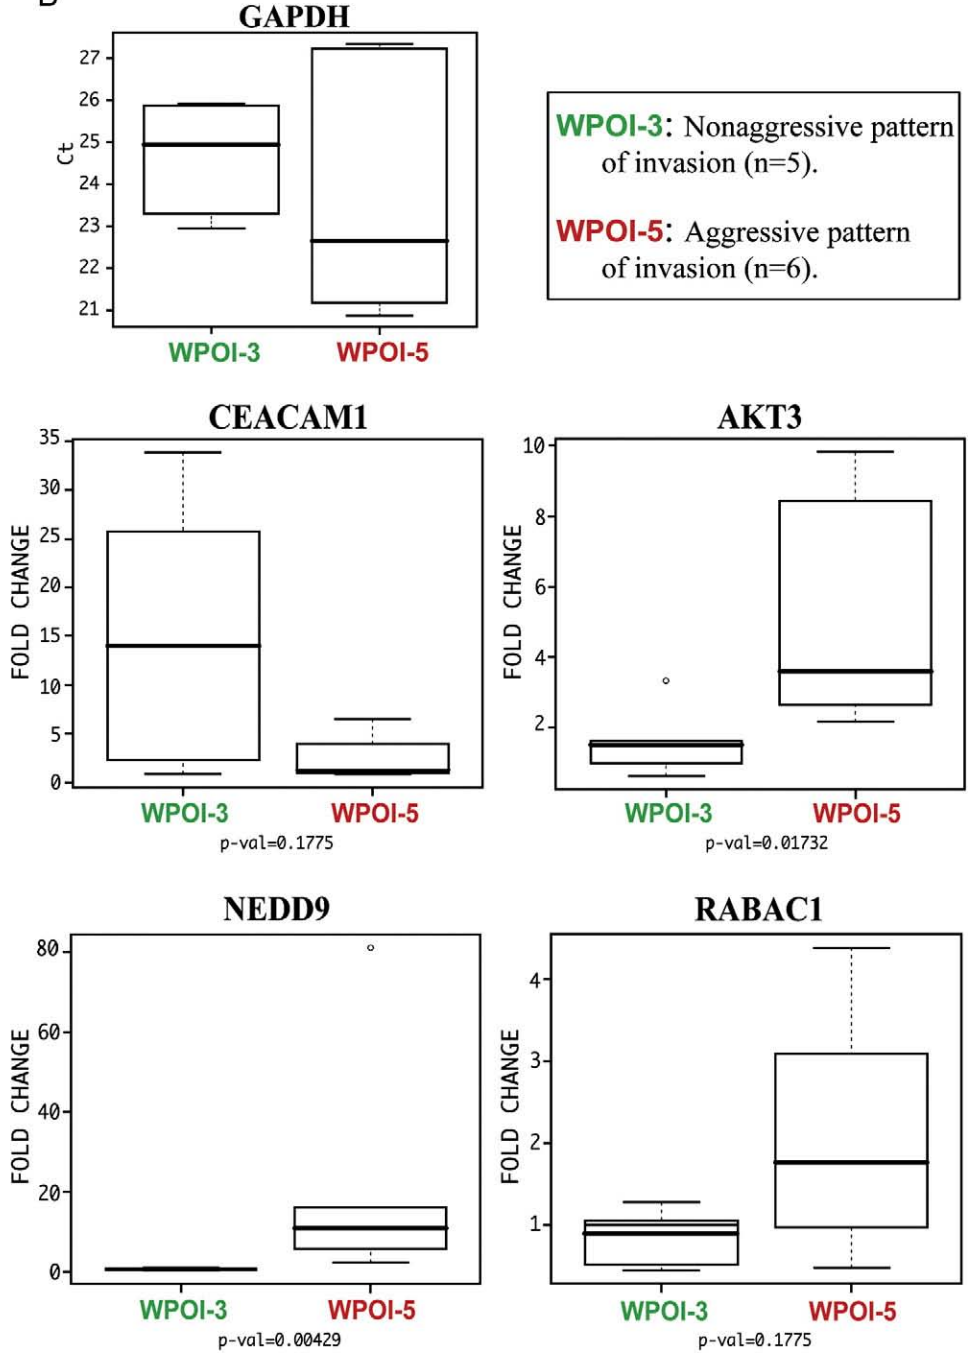 GAPDH
27
26
25
24
23
22
21
Ct
WPOI-3
WPOI-5
WPOI-3: Nonaggressive pattern
of invasion (n=5).
WPOI-5: Aggressive pattern
of invasion (n=6).
CEACAM1
35
30
25
20
15
10
5
0
FOLD CHANGE
WPOI-3
WPOI-5
p-val=0.1775
AKT3
10
8
6
4
2
FOLD CHANGE
WPOI-3
WPOI-5
p-val=0.01732
NEDD9
80
60
40
20
0
FOLD CHANGE
WPOI-3
WPOI-5
p-val=0.00429
RABAC1
4
3
2
1
FOLD CHANGE
WPOI-3
WPOI-5
p-val=0.1775